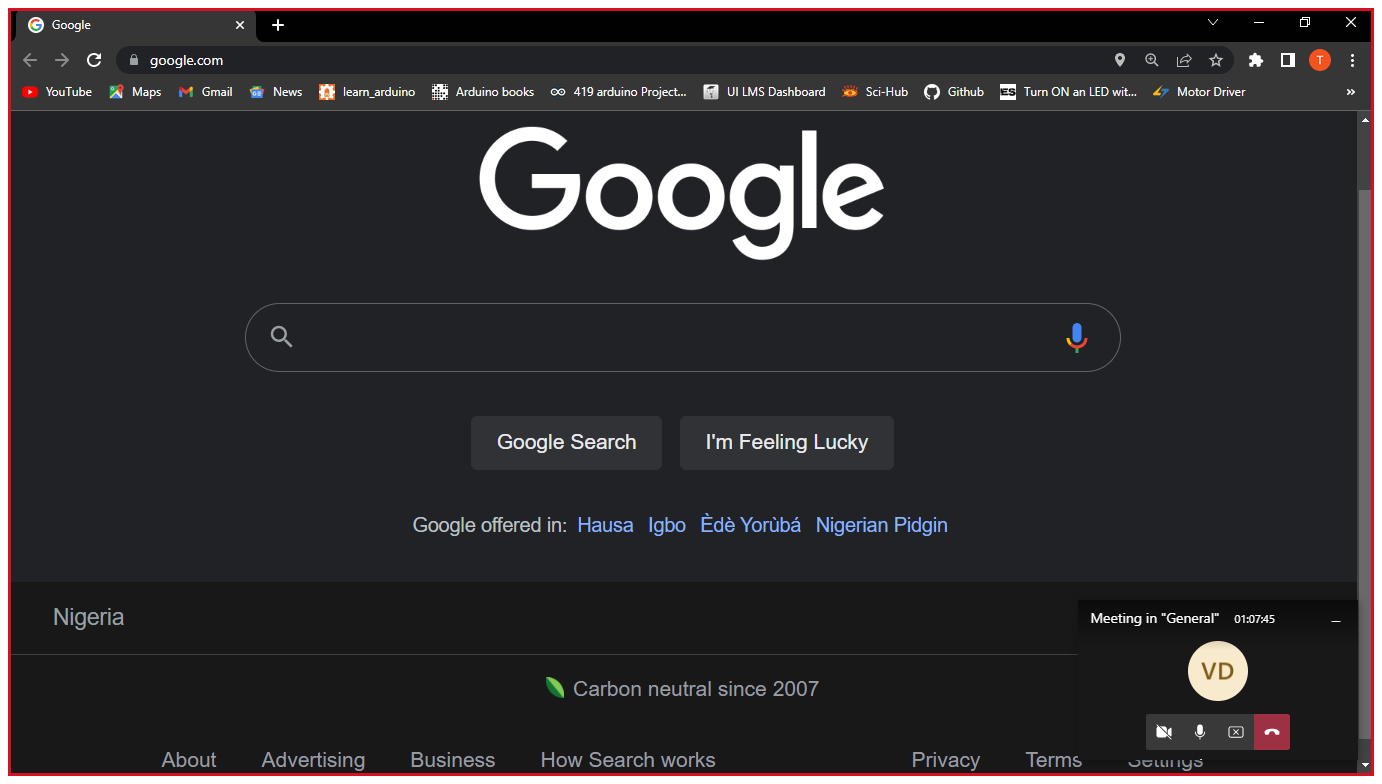 Google
google.com
T
YouTube Maps Gmail News learn_arduino Arduino books 419 arduino Project... UI LMS Dashboard Sci-Hub Github ES Turn ON an LED wit... Motor Driver »
Google
Google Search I'm Feeling Lucky
Google offered in: Hausa Igbo Èdè Yorùbá Nigerian Pidgin
Nigeria
Meeting in "General" 01:07:45
VD
Carbon neutral since 2007
About Advertising Business How Search works Privacy Terms Settings